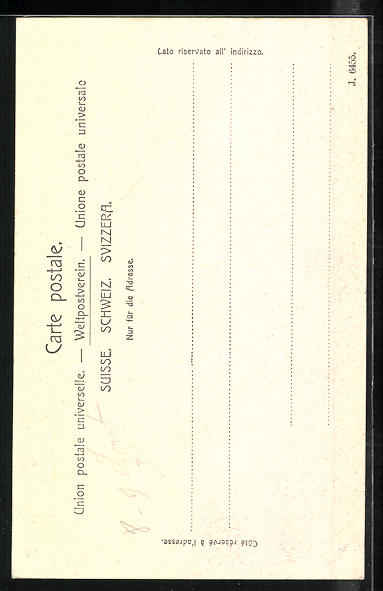 Carte postale.
Union postale universelle. — Weltpostverein. — Unione postale universale
SUISSE. SCHWEIZ. SVIZZERA.
Nur für die Adresse.
Côté réservé à l'adresse.
Lato riservato all' indirizzo.
J. 6455.